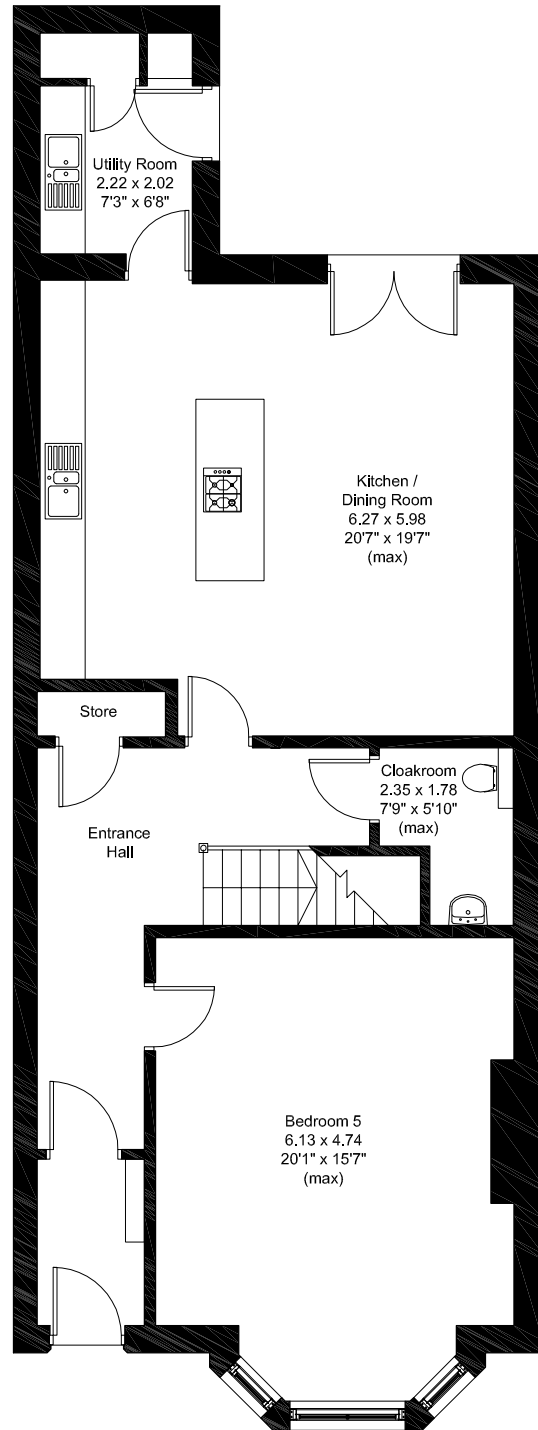 Utility Room
2.22 x 2.02
7'3" x 6'8"
Kitchen /
Dining Room
6.27 x 5.98
20'7" x 19'7"
(max)
Store
Cloakroom
2.35 x 1.78
7'9" x 5'10"
(max)
Entrance
Hall
Bedroom 5
6.13 x 4.74
20'1" x 15'7"
(max)